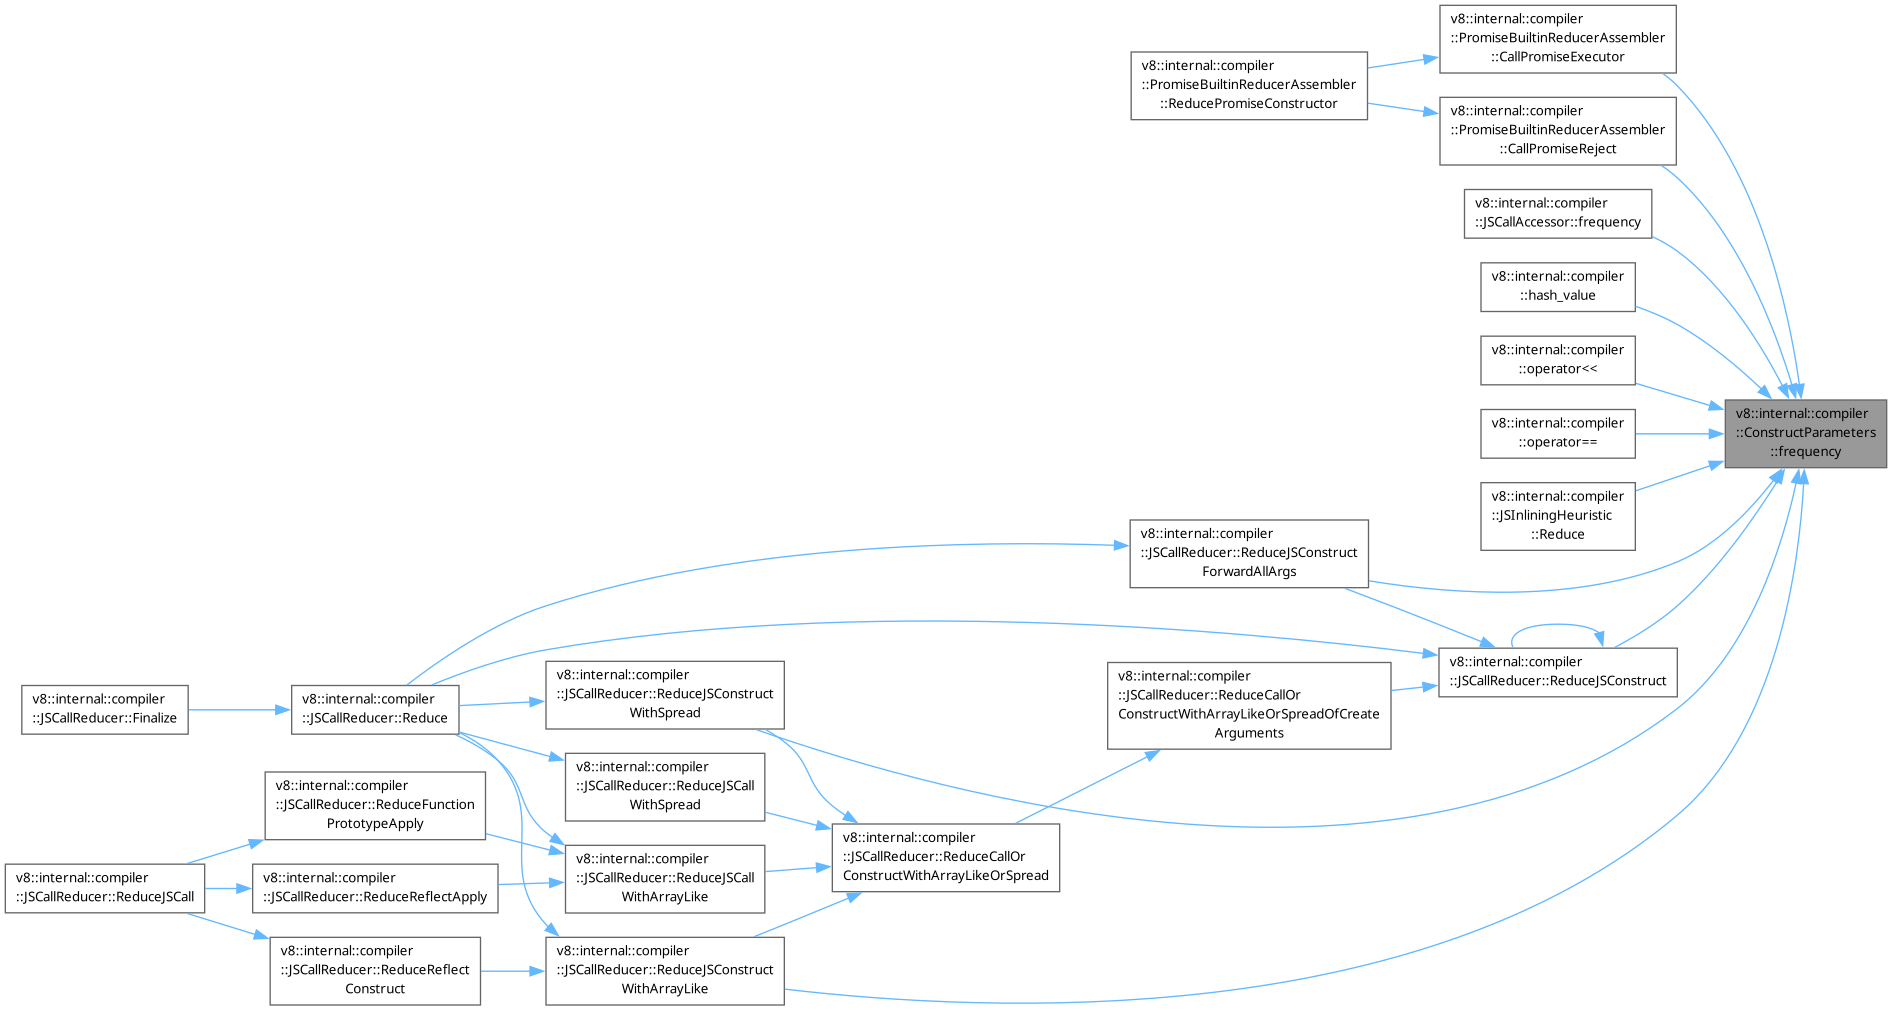 v8::internal::compiler
::PromiseBuiltinReducerAssembler
::CallPromiseExecutor
v8::internal::compiler
::PromiseBuiltinReducerAssembler
::ReducePromiseConstructor
v8::internal::compiler
::PromiseBuiltinReducerAssembler
::CallPromiseReject
v8::internal::compiler
::JSCallAccessor::frequency
v8::internal::compiler
::hash_value
v8::internal::compiler
::operator<<
v8::internal::compiler
::ConstructParameters
::frequency
v8::internal::compiler
::operator==
v8::internal::compiler
::JSInliningHeuristic
::Reduce
v8::internal::compiler
::JSCallReducer::ReduceJSConstruct
ForwardAllArgs
v8::internal::compiler
::JSCallReducer::ReduceJSConstruct
v8::internal::compiler
::JSCallReducer::ReduceCallOr
ConstructWithArrayLikeOrSpreadOfCreate
Arguments
v8::internal::compiler
::JSCallReducer::ReduceJSConstruct
WithSpread
v8::internal::compiler
::JSCallReducer::Reduce
v8::internal::compiler
::JSCallReducer::Finalize
v8::internal::compiler
::JSCallReducer::ReduceJSCall
WithSpread
v8::internal::compiler
::JSCallReducer::ReduceFunction
PrototypeApply
v8::internal::compiler
::JSCallReducer::ReduceCallOr
ConstructWithArrayLikeOrSpread
v8::internal::compiler
::JSCallReducer::ReduceJSCall
WithArrayLike
v8::internal::compiler
::JSCallReducer::ReduceReflectApply
v8::internal::compiler
::JSCallReducer::ReduceJSCall
v8::internal::compiler
::JSCallReducer::ReduceJSConstruct
WithArrayLike
v8::internal::compiler
::JSCallReducer::ReduceReflect
Construct